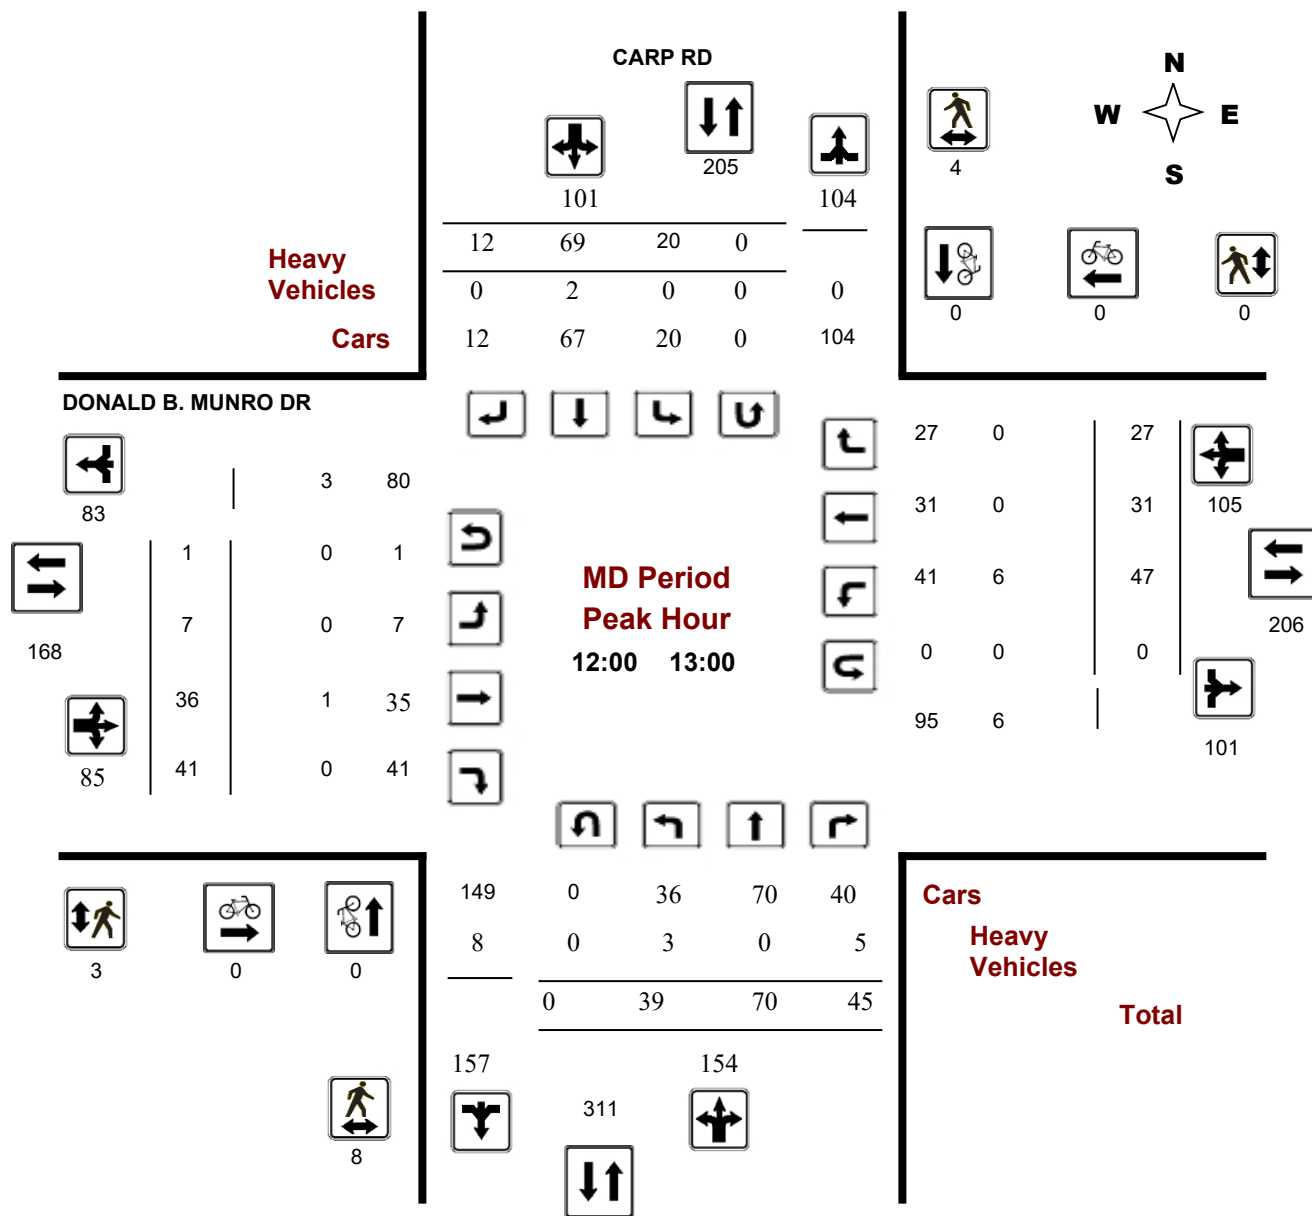 CARP RD
N
W E
S
205
4
101 104
12 69 20 0
Heavy
Vehicles
0 2 0 0 0
Cars
12 67 20 0 104
0 0 0
DONALD B. MUNRO DR
27 0 27
3 80
83
31 0 31 105
1 0 1
MD Period
Peak Hour
12:00 13:00
41 6 47
7 0 7
168
206
0 0 0
36 1 35
95 6
101
85 41 0 41
149 0 36 70 40
Cars
8 0 3 0 5
Heavy
Vehicles
3 0 0
0 39 70 45
Total
157 154
311
8